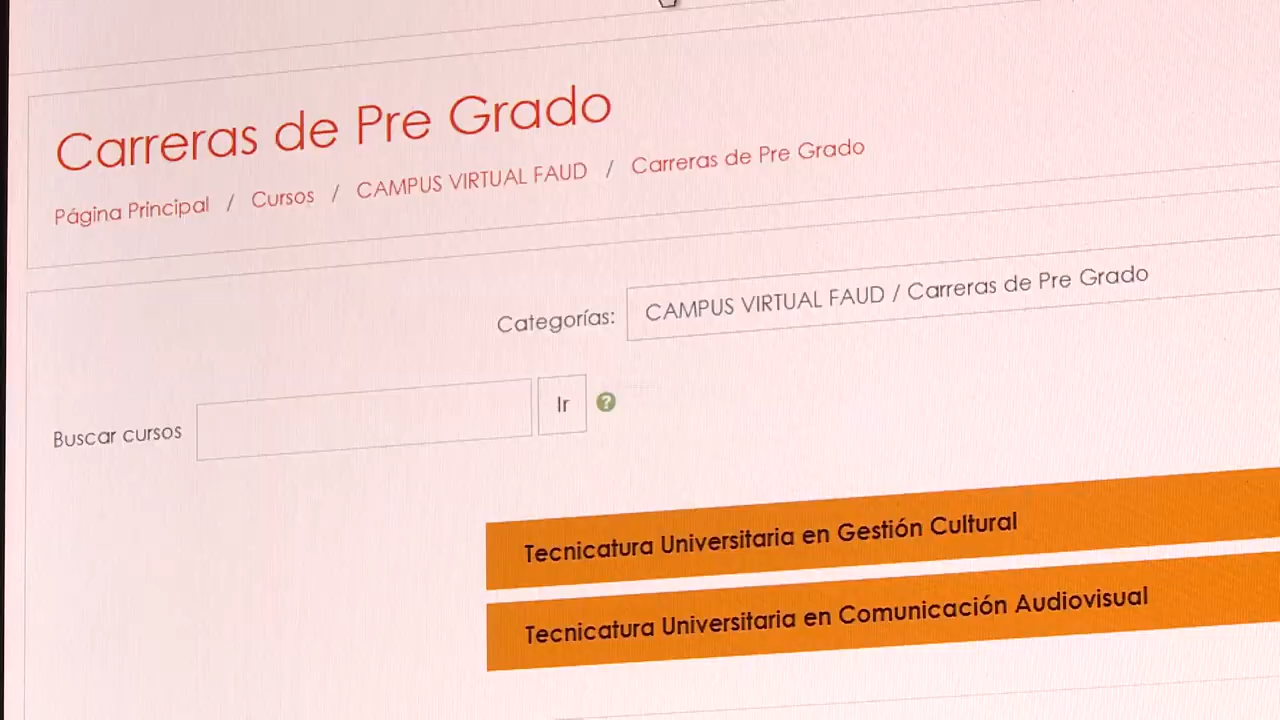 Carreras de Pre Grado
Página Principal / Cursos / CAMPUS VIRTUAL FAUD / Carreras de Pre Grado
Categorías: CAMPUS VIRTUAL FAUD / Carreras de Pre Grado
Buscar cursos Ir ?
Tecnicatura Universitaria en Gestión Cultural
Tecnicatura Universitaria en Comunicación Audiovisual